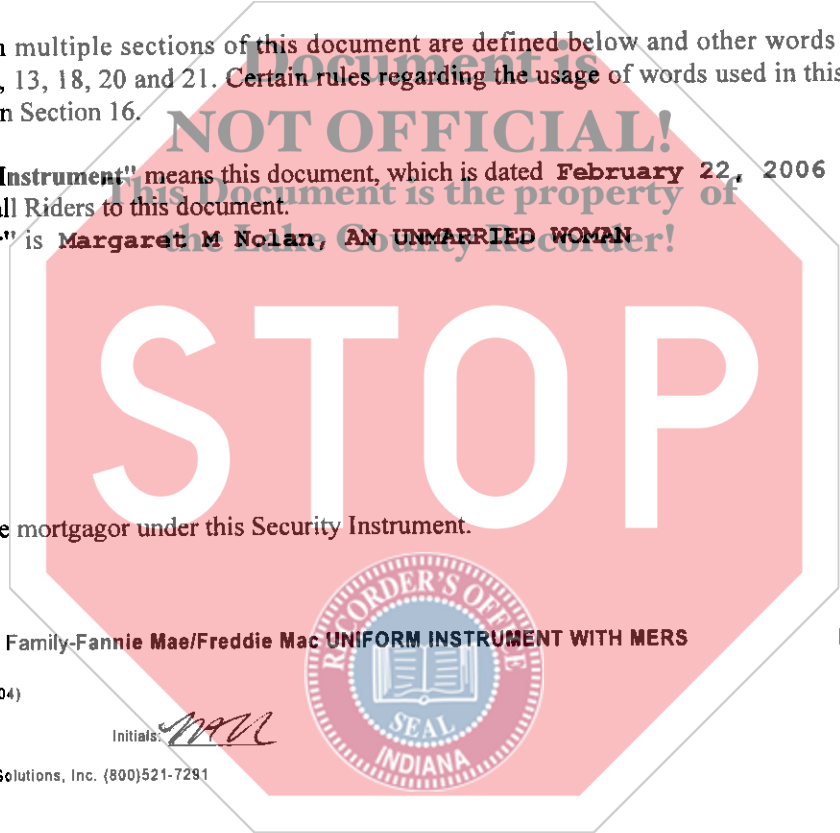 multiple sections of this document are defined below and other words
Document is
, 13, 18, 20 and 21. Certain rules regarding the usage of words used in this
n Section 16.
NOT OFFICIAL!
Instrument" means this document, which is dated February 22, 2006
This Document is the property of
all Riders to this document.
" is Margaret M Nolan, AN UNMARRIED WOMAN
the Lake County Recorder!
STOP
e mortgagor under this Security Instrument.
RECORDER'S OFFICE
Family-Fannie Mae/Freddie Mac UNIFORM INSTRUMENT WITH MERS
04)
SEAL
Initials:
INDIANA
Solutions, Inc. (800)521-7291